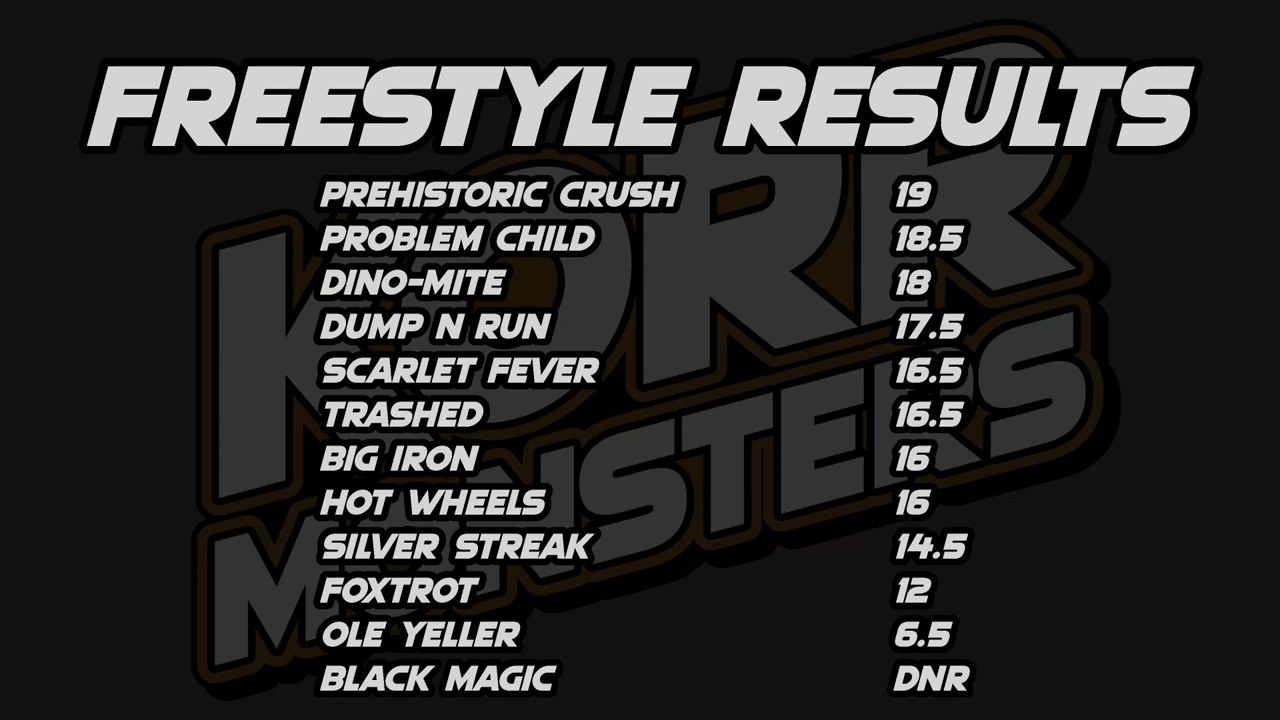 FREESTYLE RESULTS
PREHISTORIC CRUSH 19
PROBLEM CHILD 18.5
DINO-MITE 18
DUMP N RUN 17.5
SCARLET FEVER 16.5
TRASHED 16.5
BIG IRON 16
HOT WHEELS 16
SILVER STREAK 14.5
FOXTROT 12
OLE YELLER 6.5
BLACK MAGIC DNR
KORR
MONSTERS